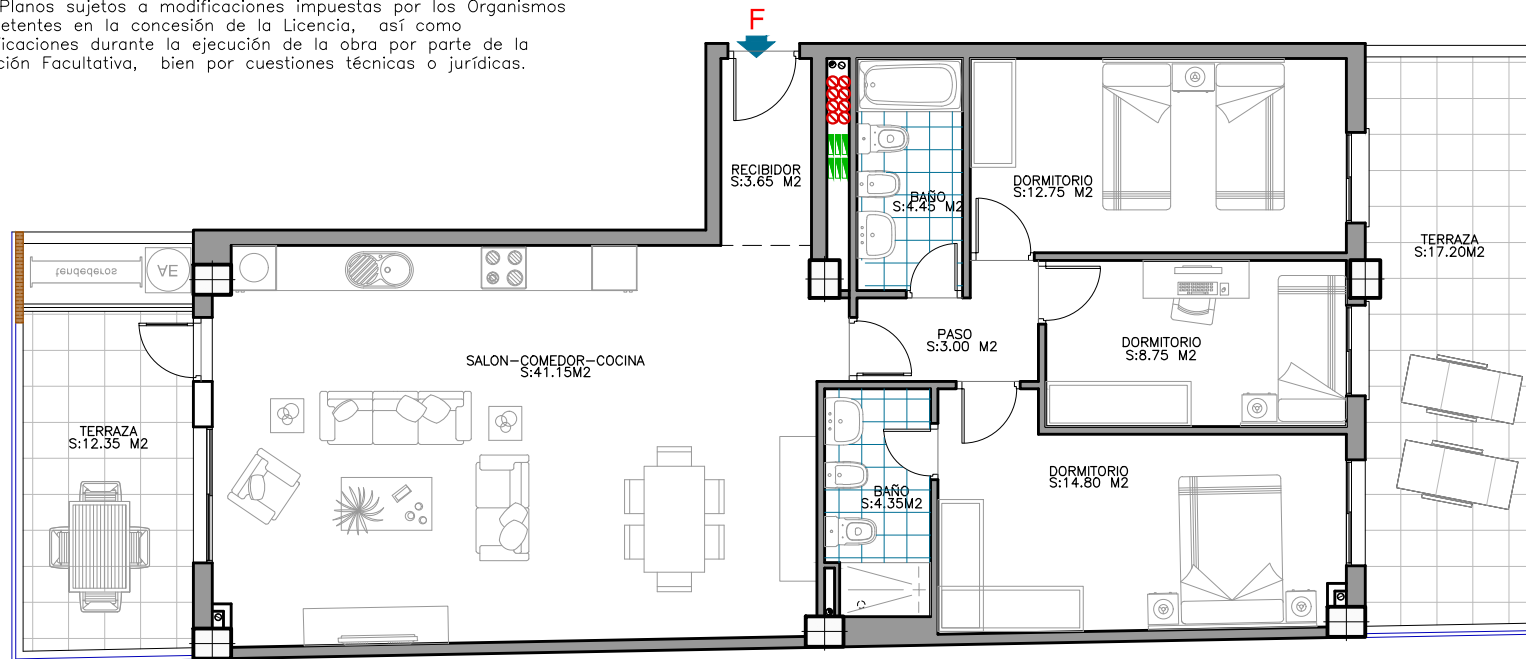 Planos sujetos a modificaciones impuestas por los Organismos
etentes en la concesión de la Licencia, así como
ficaciones durante la ejecución de la obra por parte de la
ción Facultativa, bien por cuestiones técnicas o jurídicas.
F
RECIBIDOR
S:3.65 M2
BAÑO
S:4.45 M2
DORMITORIO
S:12.75 M2
TERRAZA
S:17.20M2
tendederos
AE
SALON-COMEDOR-COCINA
S:41.15M2
PASO
S:3.00 M2
DORMITORIO
S:8.75 M2
TERRAZA
S:12.35 M2
BAÑO
S:4.35M2
DORMITORIO
S:14.80 M2